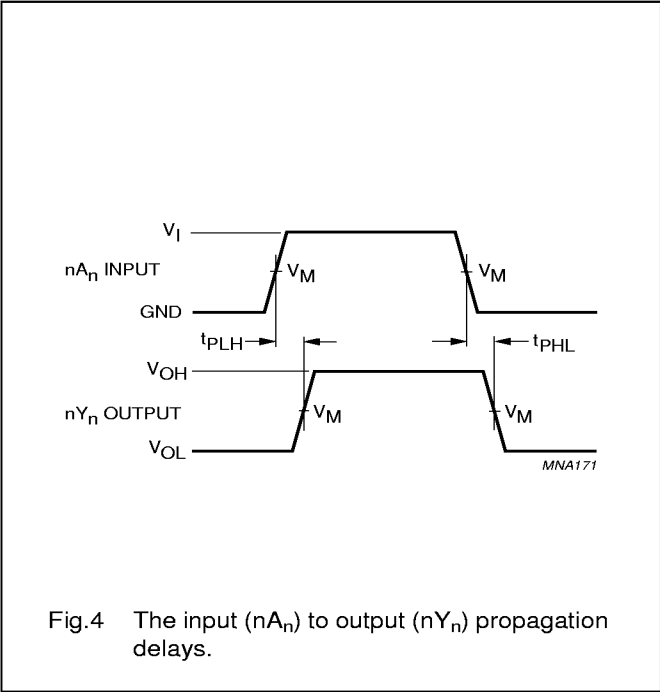 V_I
nA_n INPUT
V_M
V_M
GND
t_PLH
t_PHL
V_OH
nY_n OUTPUT
V_M
V_M
V_OL
MNA171
Fig.4 The input (nA_n) to output (nY_n) propagation
delays.